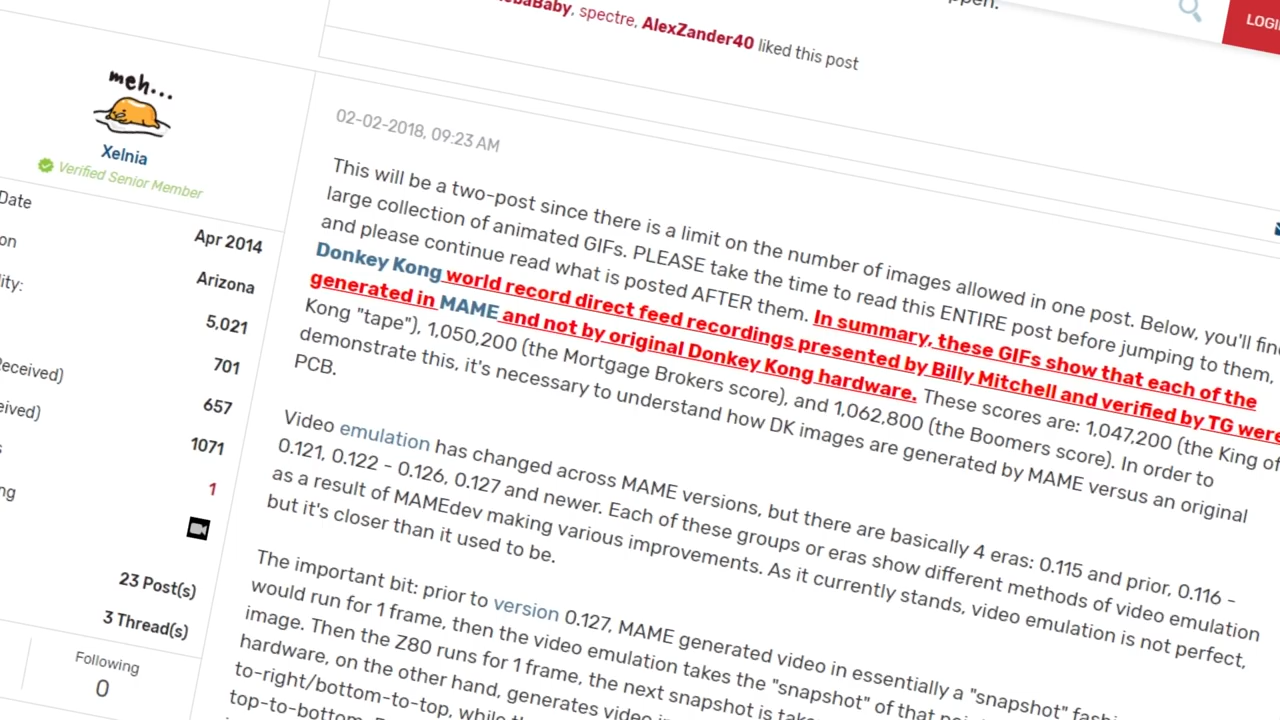 ppen.
LOGI
baBaby, spectre, AlexZander40 liked this post
meh...
Xelnia
Verified Senior Member
Date
Apr 2014
on
Arizona
ity:
5,021
701
Received)
657
eived)
1071
s
1
ng
23 Post(s)
3 Thread(s)
Following
0
02-02-2018, 09:23 AM
This will be a two-post since there is a limit on the number of images allowed in one post. Below, you'll fin
large collection of animated GIFs. PLEASE take the time to read this ENTIRE post before jumping to them,
and please continue read what is posted AFTER them. In summary, these GIFs show that each of the
Donkey Kong world record direct feed recordings presented by Billy Mitchell and verified by TG were
generated in MAME and not by original Donkey Kong hardware. These scores are: 1,047,200 (the King of
Kong "tape"), 1,050,200 (the Mortgage Brokers score), and 1,062,800 (the Boomers score). In order to
demonstrate this, it's necessary to understand how DK images are generated by MAME versus an original
PCB.
Video emulation has changed across MAME versions, but there are basically 4 eras: 0.115 and prior, 0.116 -
0.121, 0.122 - 0.126, 0.127 and newer. Each of these groups or eras show different methods of video emulation
as a result of MAMEdev making various improvements. As it currently stands, video emulation is not perfect,
but it's closer than it used to be.
The important bit: prior to version 0.127, MAME generated video in essentially a "snapshot" fashi
would run for 1 frame, then the video emulation takes the "snapshot" of that poin
image. Then the Z80 runs for 1 frame, the next snapshot is take
hardware, on the other hand, generates video i
to-right/bottom-to-top, while th
top-to-bottom.